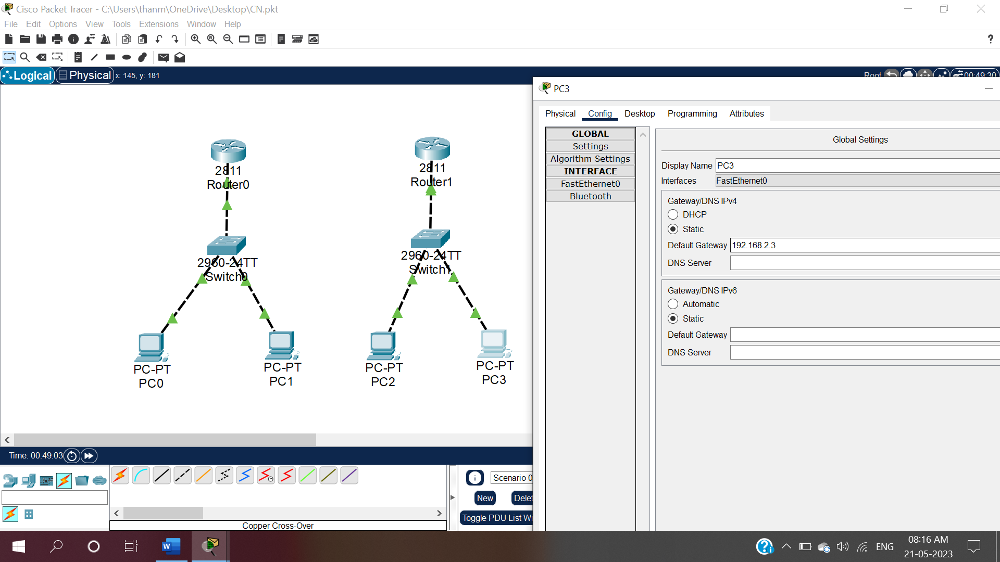 Cisco Packet Tracer - C:\Users\thanm\OneDrive\Desktop\CN.pkt
File Edit Options View Tools Extensions Window Help
?
Logical Physical x: 145, y: 181
Root 00:49:30
2811
Router0
2811
Router1
2960-24TT
Switch0
2960-24TT
Switch1
PC-PT
PC0
PC-PT
PC1
PC-PT
PC2
PC-PT
PC3
PC3
Physical Config Desktop Programming Attributes
GLOBAL
Settings
Algorithm Settings
INTERFACE
FastEthernet0
Bluetooth
Global Settings
Display Name PC3
Interfaces FastEthernet0
Gateway/DNS IPv4
DHCP
Static
Default Gateway 192.168.2.3
DNS Server
Gateway/DNS IPv6
Automatic
Static
Default Gateway
DNS Server
Time: 00:49:03
Scenario 0
New Delet
Toggle PDU List Wi
Copper Cross-Over
ENG
08:16 AM
21-05-2023